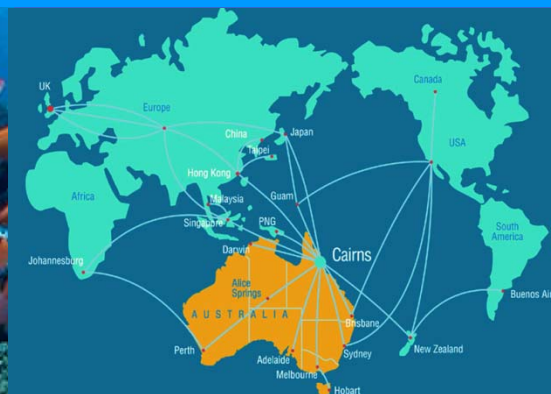 UK
Canada
Europe
China
Japan
USA
Taipei
Hong Kong
Africa
Malaysia
Guam
Singapore
PNG
South
America
Darwin
Cairns
Johannesburg
Alice
Springs
Buenos Air
AUSTRALIA
Brisbane
Perth
Adelaide
Sydney
New Zealand
Melbourne
Hobart